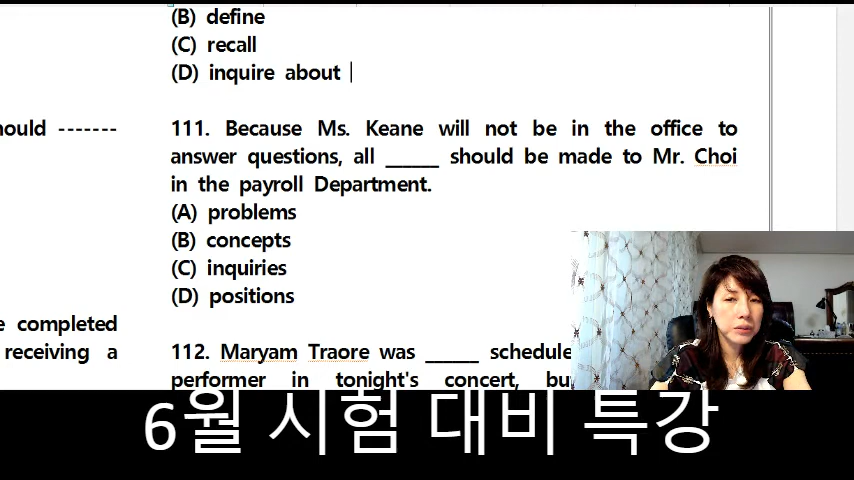 (B) define
(C) recall
(D) inquire about
ould -------
111. Because Ms. Keane will not be in the office to
answer questions, all ______ should be made to Mr. Choi
in the payroll Department.
(A) problems
(B) concepts
(C) inquiries
(D) positions
e completed
receiving a
112. Maryam Traore was ______ schedule
performer in tonight's concert, bu
6월 시험 대비 특강